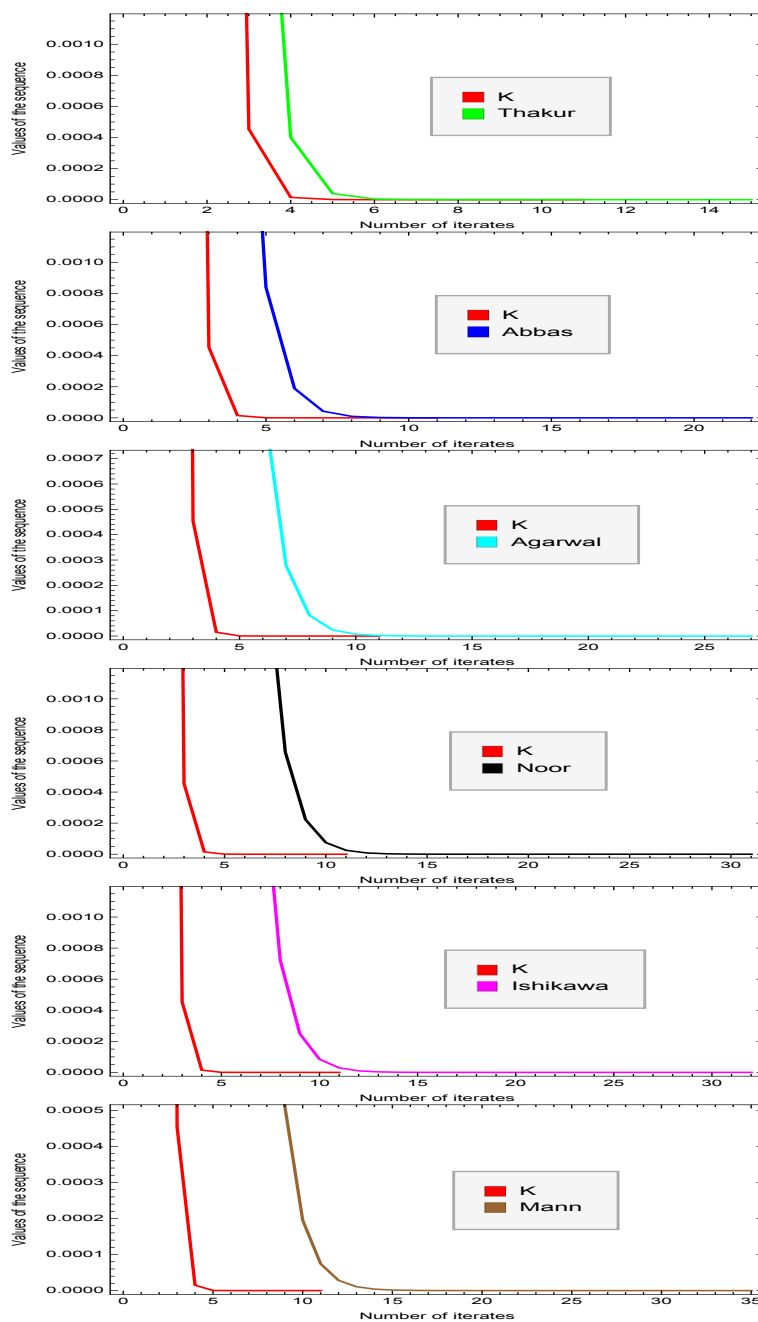 Values of the sequence
0.0010
0.0008
0.0006
0.0004
0.0002
0.0000
K
Thakur
0 2 4 6 8 10 12 14
Number of iterates
Values of the sequence
0.0010
0.0008
0.0006
0.0004
0.0002
0.0000
K
Abbas
0 5 10 15 20
Number of iterates
Values of the sequence
0.0007
0.0006
0.0005
0.0004
0.0003
0.0002
0.0001
0.0000
K
Agarwal
0 5 10 15 20 25
Number of iterates
Values of the sequence
0.0010
0.0008
0.0006
0.0004
0.0002
0.0000
K
Noor
0 5 10 15 20 25 30
Number of iterates
Values of the sequence
0.0010
0.0008
0.0006
0.0004
0.0002
0.0000
K
Ishikawa
0 5 10 15 20 25 30
Number of iterates
Values of the sequence
0.0005
0.0004
0.0003
0.0002
0.0001
0.0000
K
Mann
0 5 10 15 20 25 30 35
Number of iterates